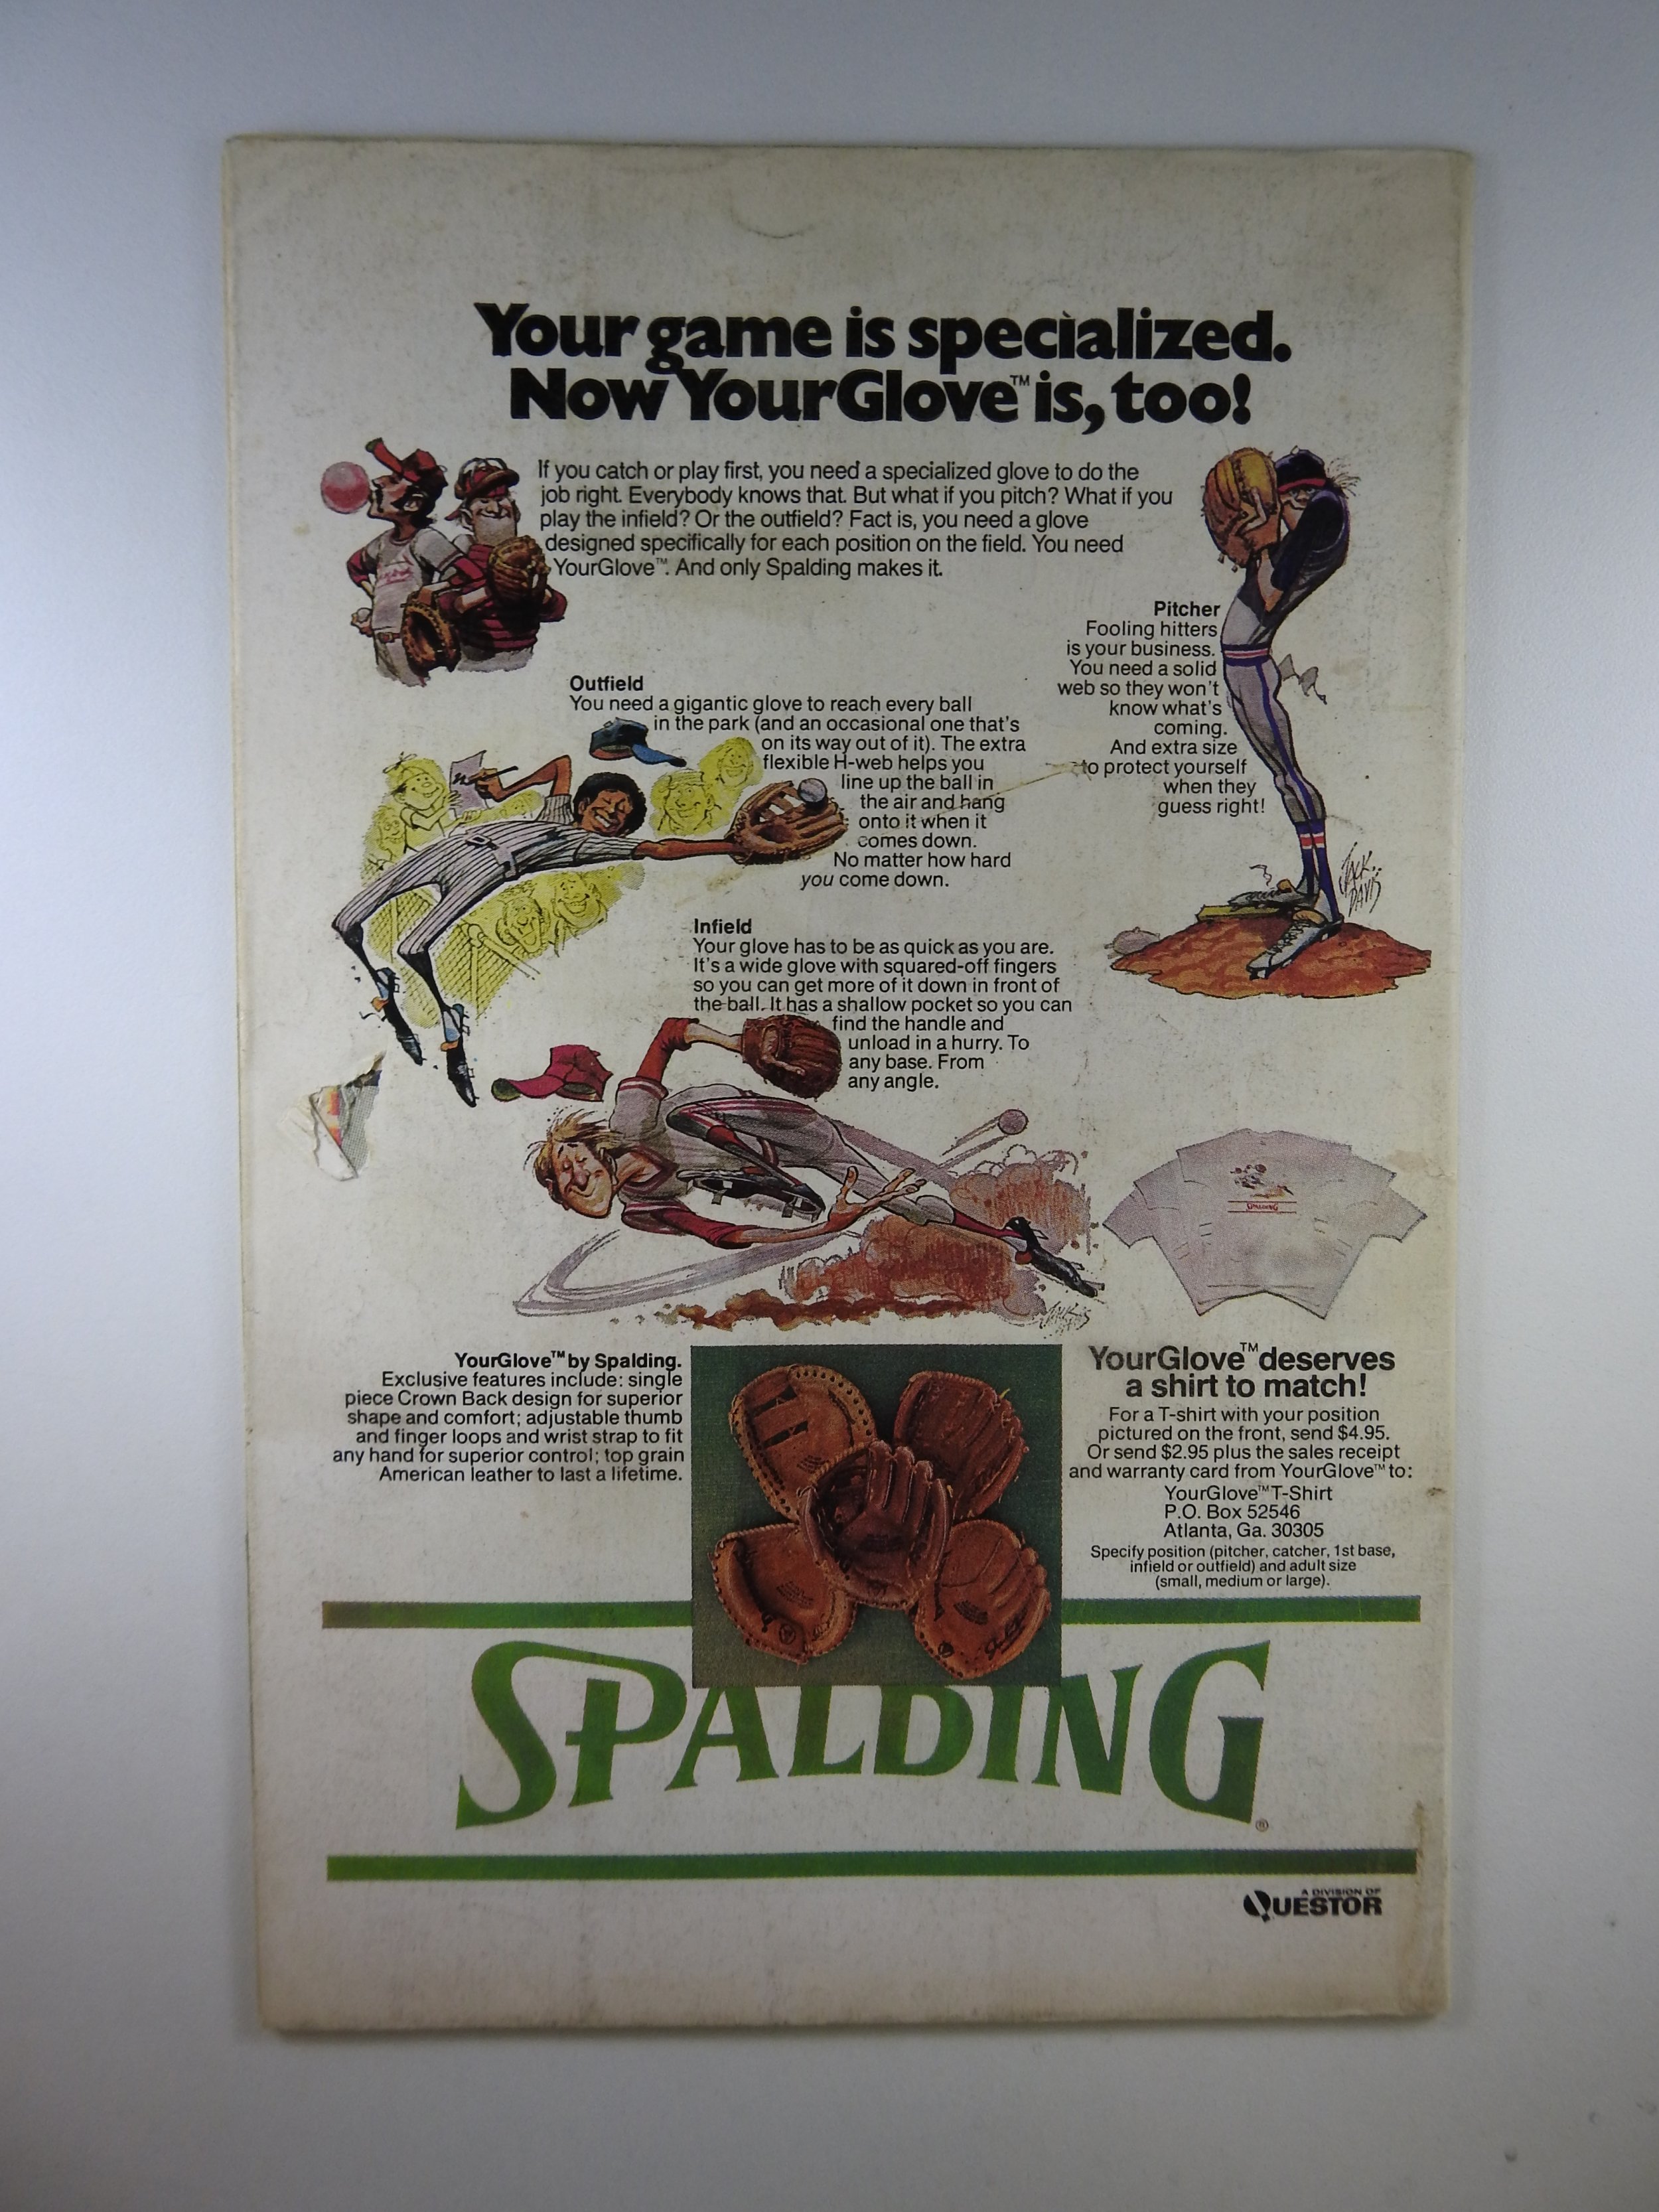 Your game is specialized.
Now YourGlove™ is, too!
If you catch or play first, you need a specialized glove to do the
job right. Everybody knows that. But what if you pitch? What if you
play the infield? Or the outfield? Fact is, you need a glove
designed specifically for each position on the field. You need
YourGlove™. And only Spalding makes it.
Pitcher
Fooling hitters
is your business.
You need a solid
web so they won't
know what's
coming.
And extra size
to protect yourself
when they
guess right!
JACK DAVIS
Outfield
You need a gigantic glove to reach every ball
in the park (and an occasional one that's
on its way out of it). The extra
flexible H-web helps you
line up the ball in
the air and hang
onto it when it
comes down.
No matter how hard
you come down.
Infield
Your glove has to be as quick as you are.
It's a wide glove with squared-off fingers
so you can get more of it down in front of
the ball. It has a shallow pocket so you can
find the handle and
unload in a hurry. To
any base. From
any angle.
SPALDING
YourGlove™ by Spalding.
Exclusive features include: single
piece Crown Back design for superior
shape and comfort; adjustable thumb
and finger loops and wrist strap to fit
any hand for superior control; top grain
American leather to last a lifetime.
YourGlove™ deserves
a shirt to match!
For a T-shirt with your position
pictured on the front, send $4.95.
Or send $2.95 plus the sales receipt
and warranty card from YourGlove™ to:
YourGlove™ T-Shirt
P.O. Box 52546
Atlanta, Ga. 30305
Specify position (pitcher, catcher, 1st base,
infield or outfield) and adult size
(small, medium or large).
SPALDING®
A DIVISION OF
QUESTOR